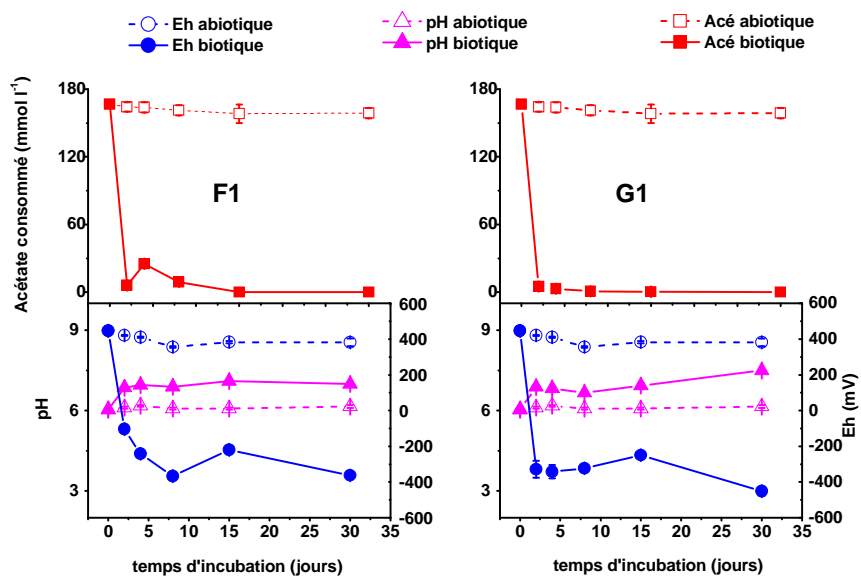 Eh abiotique
pH abiotique
Acé abiotique
Eh biotique
pH biotique
Acé biotique
Acétate consommé (mmol l⁻¹)
180
120
60
0
F1
180
120
60
0
G1
pH
9
6
3
600
400
200
0
-200
-400
-600
9
6
3
600
400
200
0
-200
-400
-600
Eh (mV)
0 5 10 15 20 25 30
0 5 10 15 20 25 30
temps d'incubation (jours)
temps d'incubation (jours)